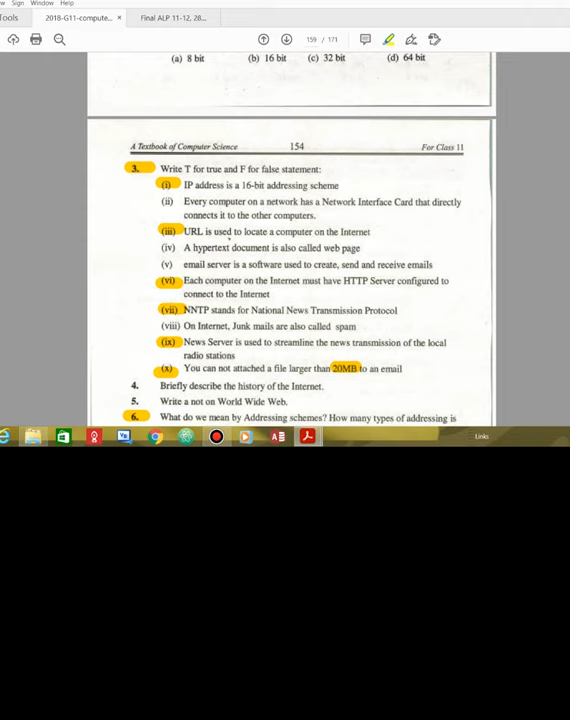 w Sign Window Help
Tools 2018-G11-compute... × Final ALP 11-12, 28...
159 / 171
(a) 8 bit (b) 16 bit (c) 32 bit (d) 64 bit
A Textbook of Computer Science 154 For Class 11
3. Write T for true and F for false statement:
(i) IP address is a 16-bit addressing scheme
(ii) Every computer on a network has a Network Interface Card that directly
connects it to the other computers.
(iii) URL is used to locate a computer on the Internet
(iv) A hypertext document is also called web page
(v) email server is a software used to create, send and receive emails
(vi) Each computer on the Internet must have HTTP Server configured to
connect to the Internet
(vii) NNTP stands for National News Transmission Protocol
(viii) On Internet, Junk mails are also called spam
(ix) News Server is used to streamline the news transmission of the local
radio stations
(x) You can not attached a file larger than 20MB to an email
4. Briefly describe the history of the Internet.
5. Write a not on World Wide Web.
6. What do we mean by Addressing schemes? How many types of addressing is
Links